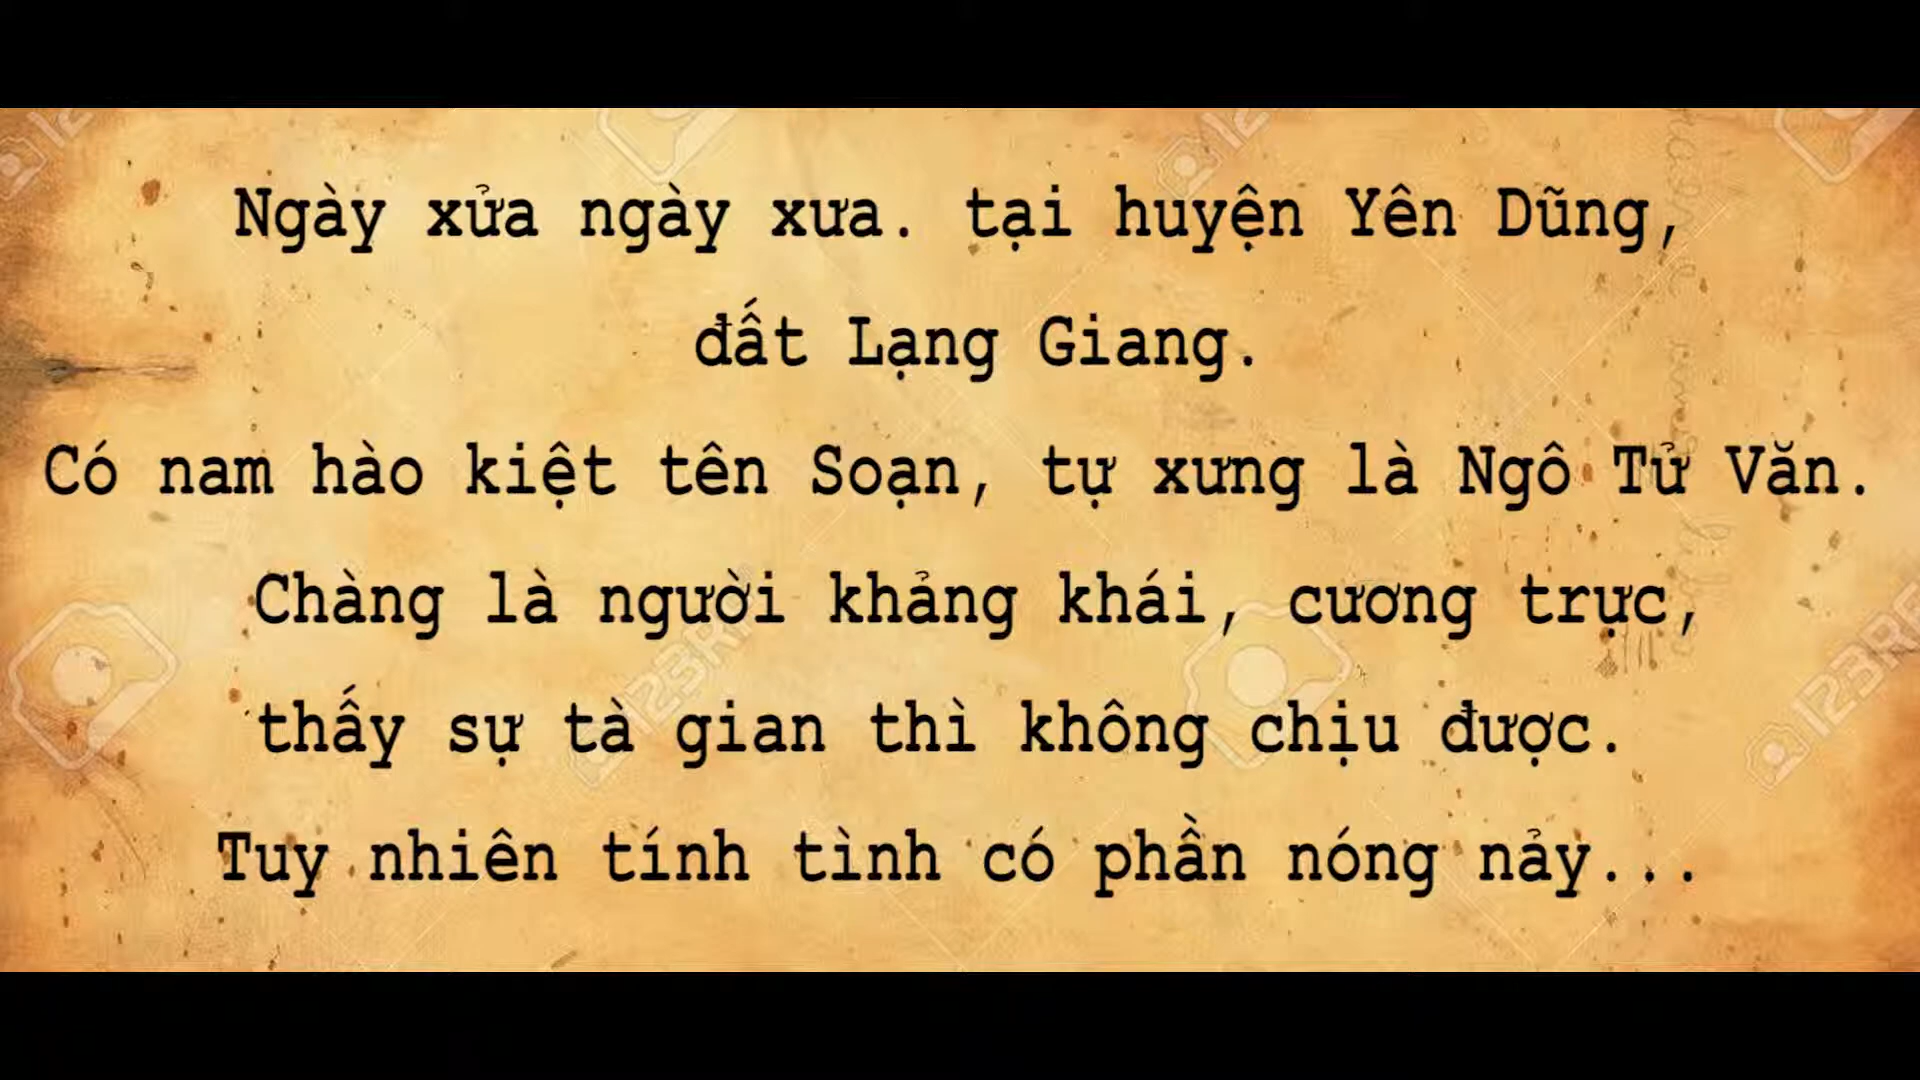 Ngày xửa ngày xưa. tại huyện Yên Dũng,
đất Lạng Giang.
Có nam hào kiệt tên Soạn, tự xưng là Ngô Tử Văn.
Chàng là người khảng khái, cương trực,
thấy sự tà gian thì không chịu được.
Tuy nhiên tính tình có phần nóng nảy...